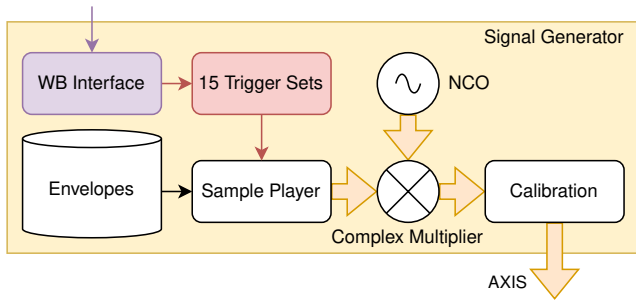 Signal Generator
WB Interface
15 Trigger Sets
NCO
Envelopes
Sample Player
Calibration
Complex Multiplier
AXIS